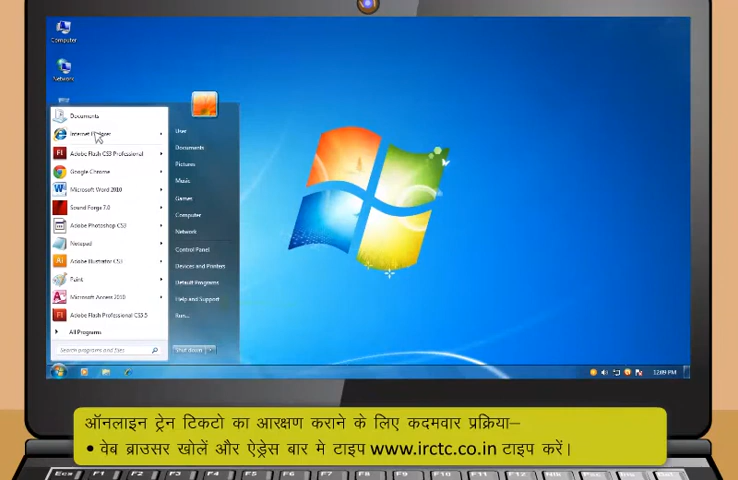 Computer
Network
Documents
Internet Explorer
Adobe Flash CS3 Professional
Google Chrome
Microsoft Word 2010
Sound Forge 7.0
Adobe Photoshop CS3
Notepad
Adobe Illustrator CS3
Paint
Microsoft Access 2010
Adobe Flash Professional CS5.5
All Programs
Search programs and files
User
Documents
Pictures
Music
Games
Computer
Network
Control Panel
Devices and Printers
Default Programs
Help and Support
Run...
Shut down
12:09 PM
ऑनलाइन ट्रेन टिकटो का आरक्षण कराने के लिए कदमवार प्रक्रिया–
• वेब ब्राउसर खोलें और ऐड्रेस बार मे टाइप www.irctc.co.in टाइप करें।
Esc F1 F2 F3 F4 F5 F6 F7 F8 F9 F10 F11 F12